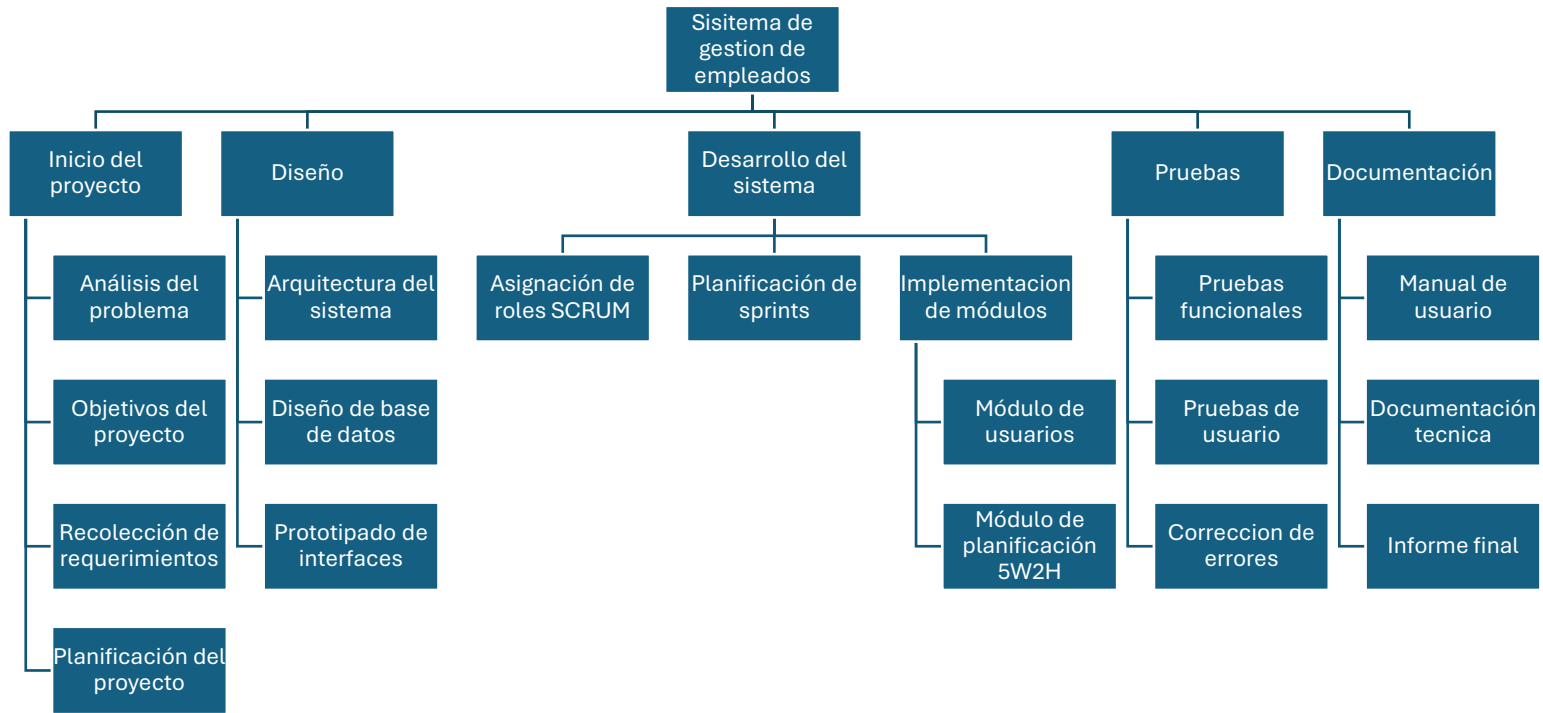 Sisitema de
gestion de
empleados
Inicio del
proyecto
Diseño
Desarrollo del
sistema
Pruebas
Documentación
Análisis del
problema
Objetivos del
proyecto
Recolección de
requerimientos
Planificación del
proyecto
Arquitectura del
sistema
Diseño de base
de datos
Prototipado de
interfaces
Asignación de
roles SCRUM
Planificación de
sprints
Implementacion
de módulos
Módulo de
usuarios
Módulo de
planificación
5W2H
Pruebas
funcionales
Pruebas de
usuario
Correccion de
errores
Manual de
usuario
Documentación
tecnica
Informe final